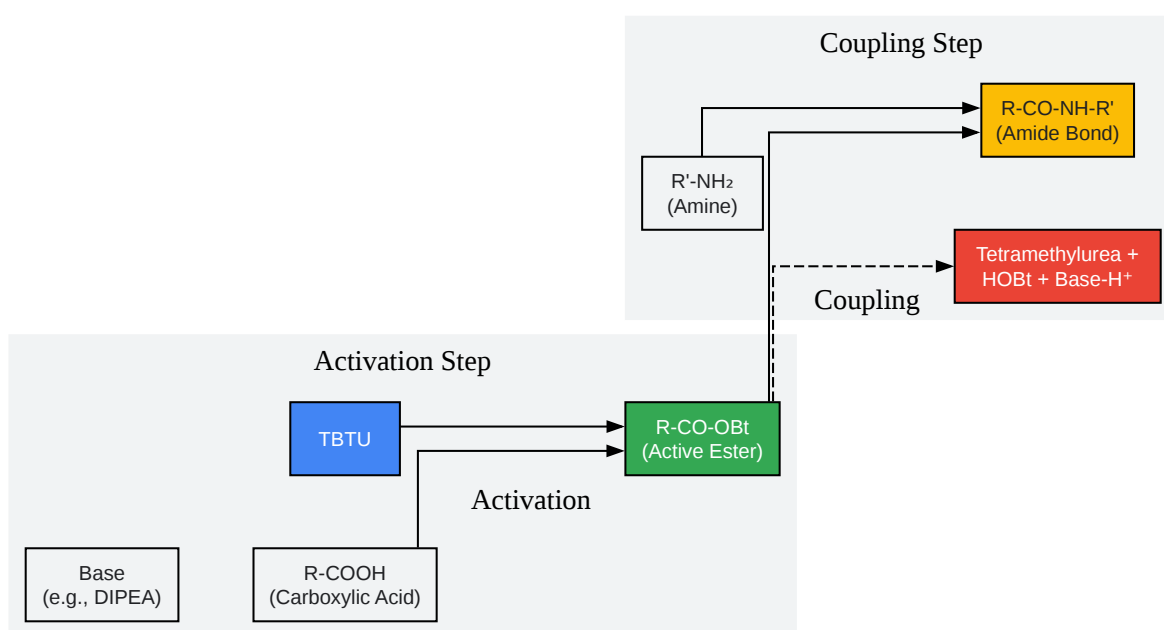 Coupling Step
R-CO-NH-R'
(Amide Bond)
R'-NH₂
(Amine)
Tetramethylurea +
HOBt + Base-H⁺
Coupling
Activation Step
TBTU
R-CO-OBt
(Active Ester)
Activation
Base
(e.g., DIPEA)
R-COOH
(Carboxylic Acid)